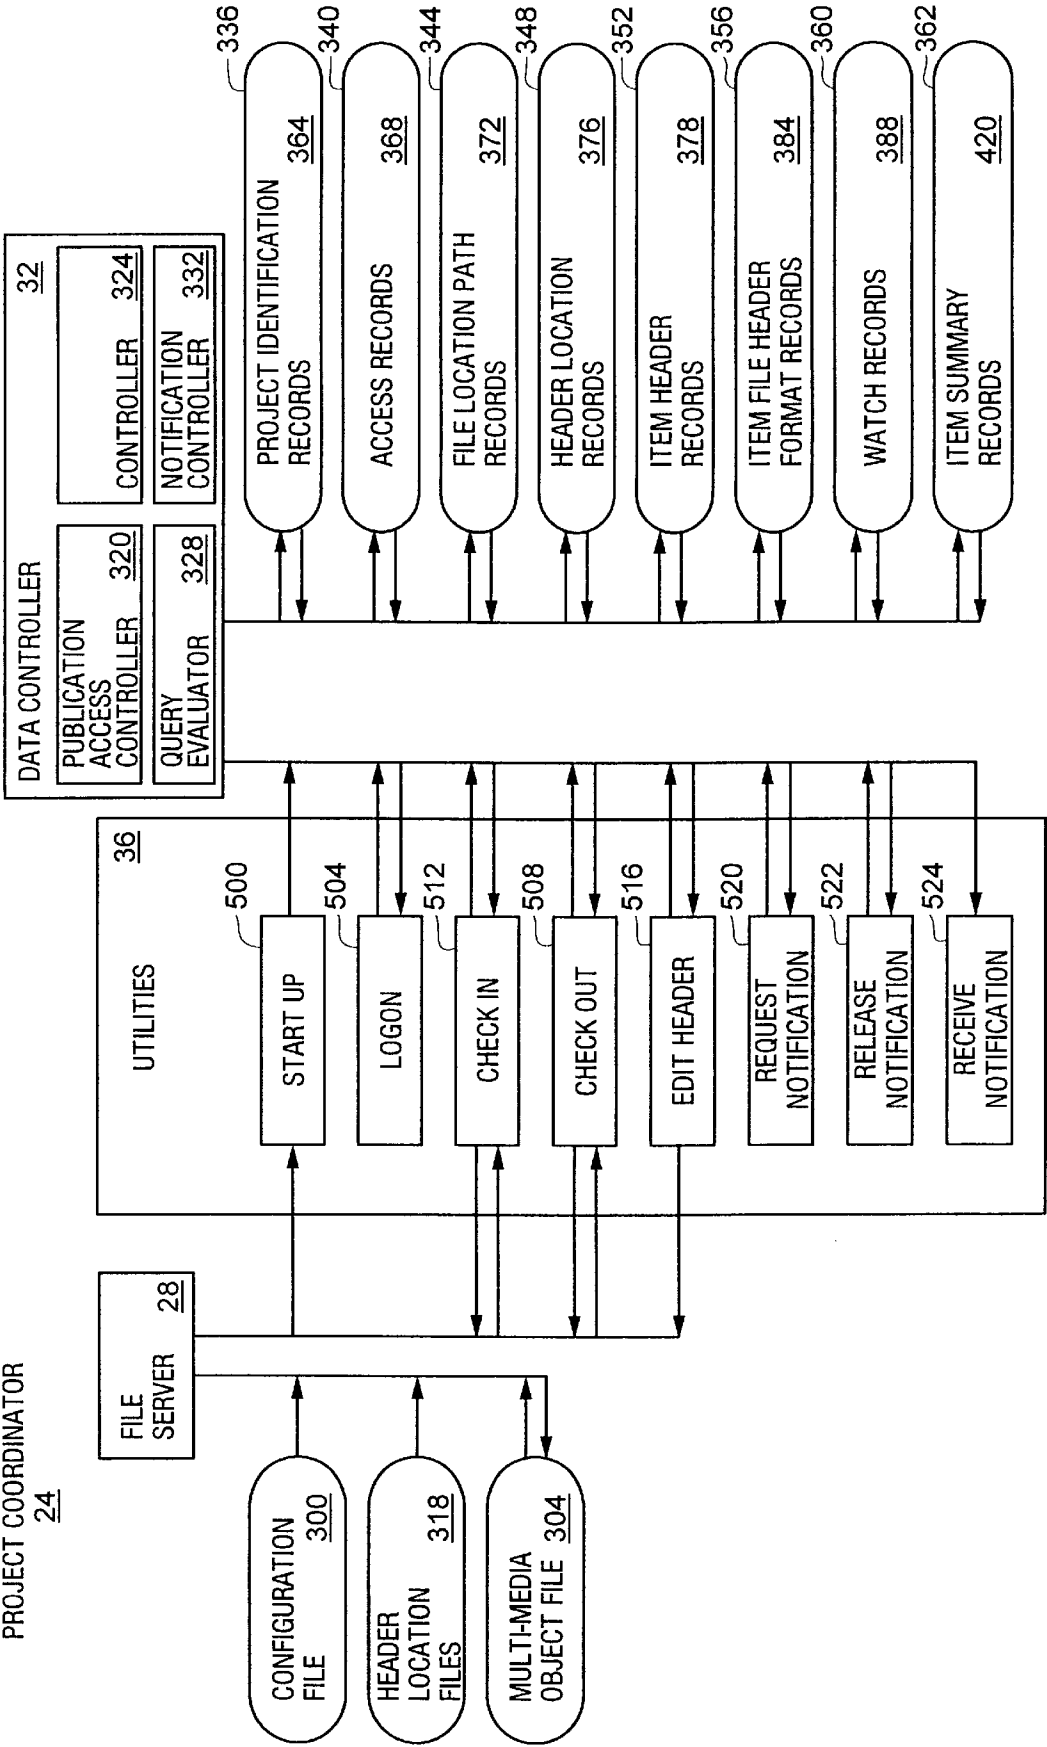 PROJECT COORDINATOR
24
FILE
SERVER
28
CONFIGURATION
FILE
300
HEADER
LOCATION
FILES
318
MULTI-MEDIA
OBJECT FILE
304
UTILITIES
36
START UP
500
LOGON
504
CHECK IN
512
CHECK OUT
508
EDIT HEADER
516
REQUEST
NOTIFICATION
520
RELEASE
NOTIFICATION
522
RECEIVE
NOTIFICATION
524
DATA CONTROLLER
32
PUBLICATION
ACCESS
CONTROLLER
320
CONTROLLER
324
QUERY
EVALUATOR
328
NOTIFICATION
CONTROLLER
332
PROJECT IDENTIFICATION
RECORDS
364
336
ACCESS RECORDS
368
340
FILE LOCATION PATH
RECORDS
372
344
HEADER LOCATION
RECORDS
376
348
ITEM HEADER
RECORDS
378
352
ITEM FILE HEADER
FORMAT RECORDS
384
356
WATCH RECORDS
388
360
ITEM SUMMARY
RECORDS
420
362